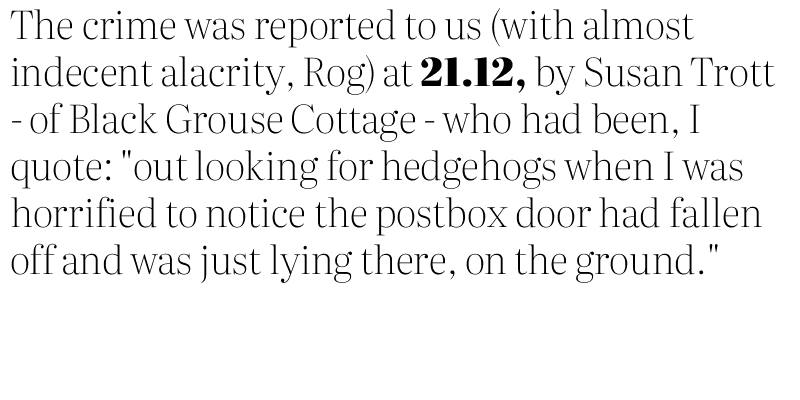 The crime was reported to us (with almost
indecent alacrity, Rog) at 21.12, by Susan Trott
- of Black Grouse Cottage - who had been, I
quote: "out looking for hedgehogs when I was
horrified to notice the postbox door had fallen
off and was just lying there, on the ground."